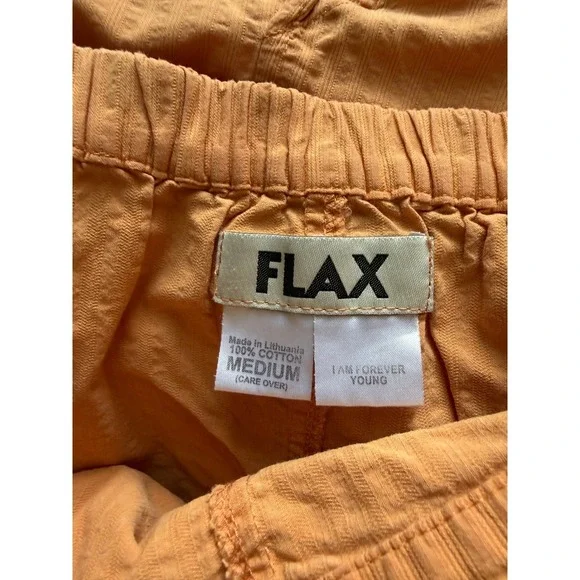 FLAX
Made in Lithuania
100% COTTON
MEDIUM
(CARE OVER)
I AM FOREVER
YOUNG